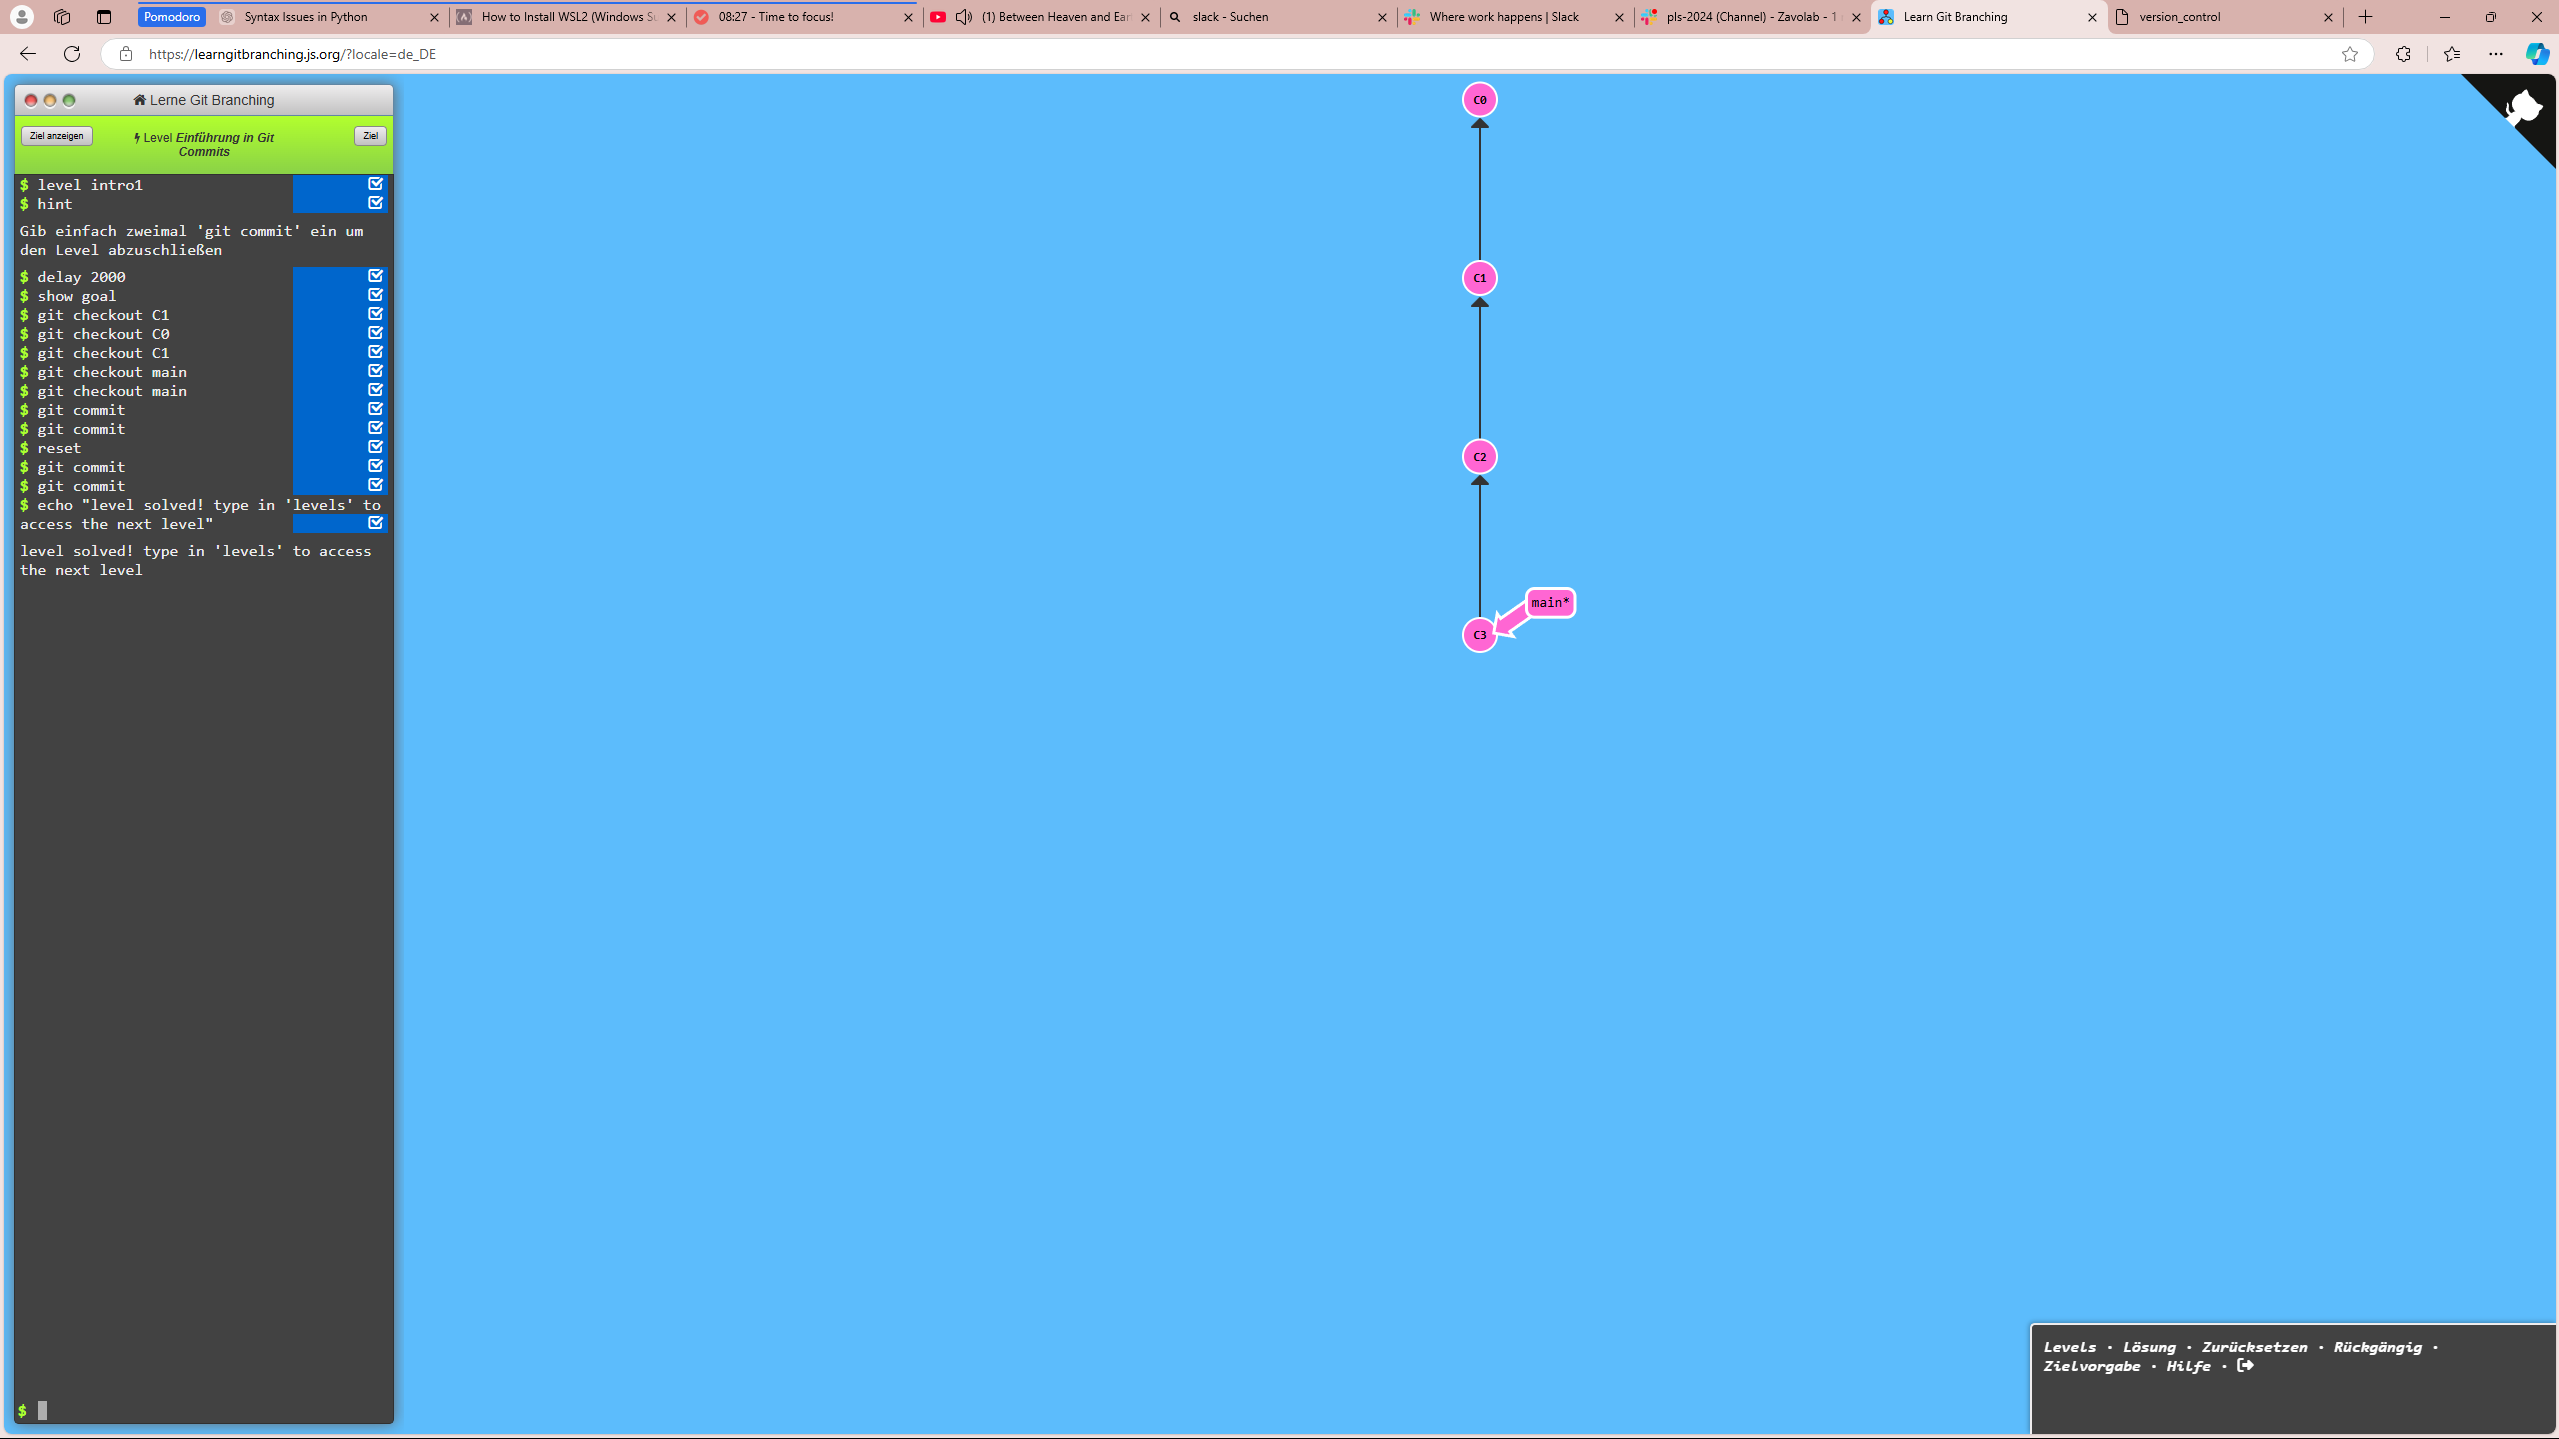 Pomodoro
Syntax Issues in Python
How to Install WSL2 (Windows Su
08:27 - Time to focus!
(1) Between Heaven and Ear
slack - Suchen
Where work happens | Slack
pls-2024 (Channel) - Zavolab - 1
Learn Git Branching
version_control
https://learngitbranching.js.org/?locale=de_DE
Lerne Git Branching
Ziel anzeigen
Level Einführung in Git
Commits
Ziel
$ level intro1
$ hint
Gib einfach zweimal 'git commit' ein um
den Level abzuschließen
$ delay 2000
$ show goal
$ git checkout C1
$ git checkout C0
$ git checkout C1
$ git checkout main
$ git checkout main
$ git commit
$ git commit
$ reset
$ git commit
$ git commit
$ echo "level solved! type in 'levels' to
access the next level"
level solved! type in 'levels' to access
the next level
$
C0
C1
C2
main*
C3
Levels · Lösung · Zurücksetzen · Rückgängig ·
Zielvorgabe · Hilfe ·